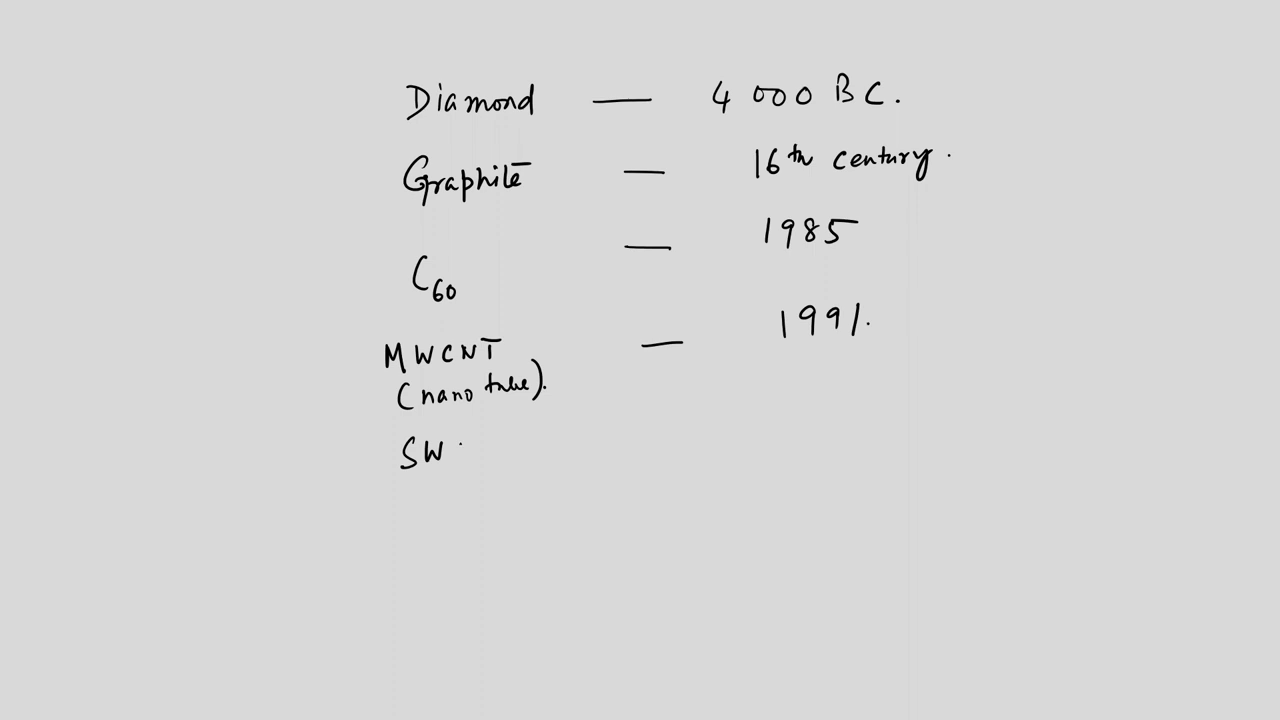 Diamond — 4000 BC.
Graphite — 16th century.
C60 — 1985
MWCNT — 1991.
(nano tube).
SW